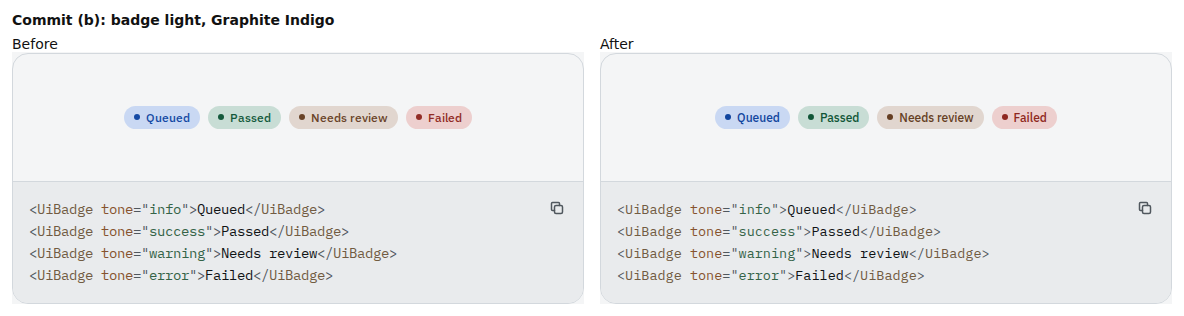 Commit (b): badge light, Graphite Indigo
Before
Queued Passed Needs review Failed
<UiBadge tone="info">Queued</UiBadge>
<UiBadge tone="success">Passed</UiBadge>
<UiBadge tone="warning">Needs review</UiBadge>
<UiBadge tone="error">Failed</UiBadge>
After
Queued Passed Needs review Failed
<UiBadge tone="info">Queued</UiBadge>
<UiBadge tone="success">Passed</UiBadge>
<UiBadge tone="warning">Needs review</UiBadge>
<UiBadge tone="error">Failed</UiBadge>